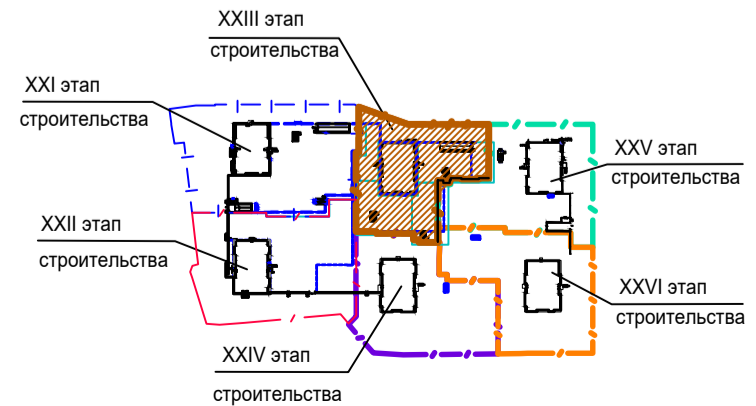 XXIII этап
строительства
XXI этап
строительства
XXV этап
строительства
XXII этап
строительства
XXVI этап
строительства
XXIV этап
строительства